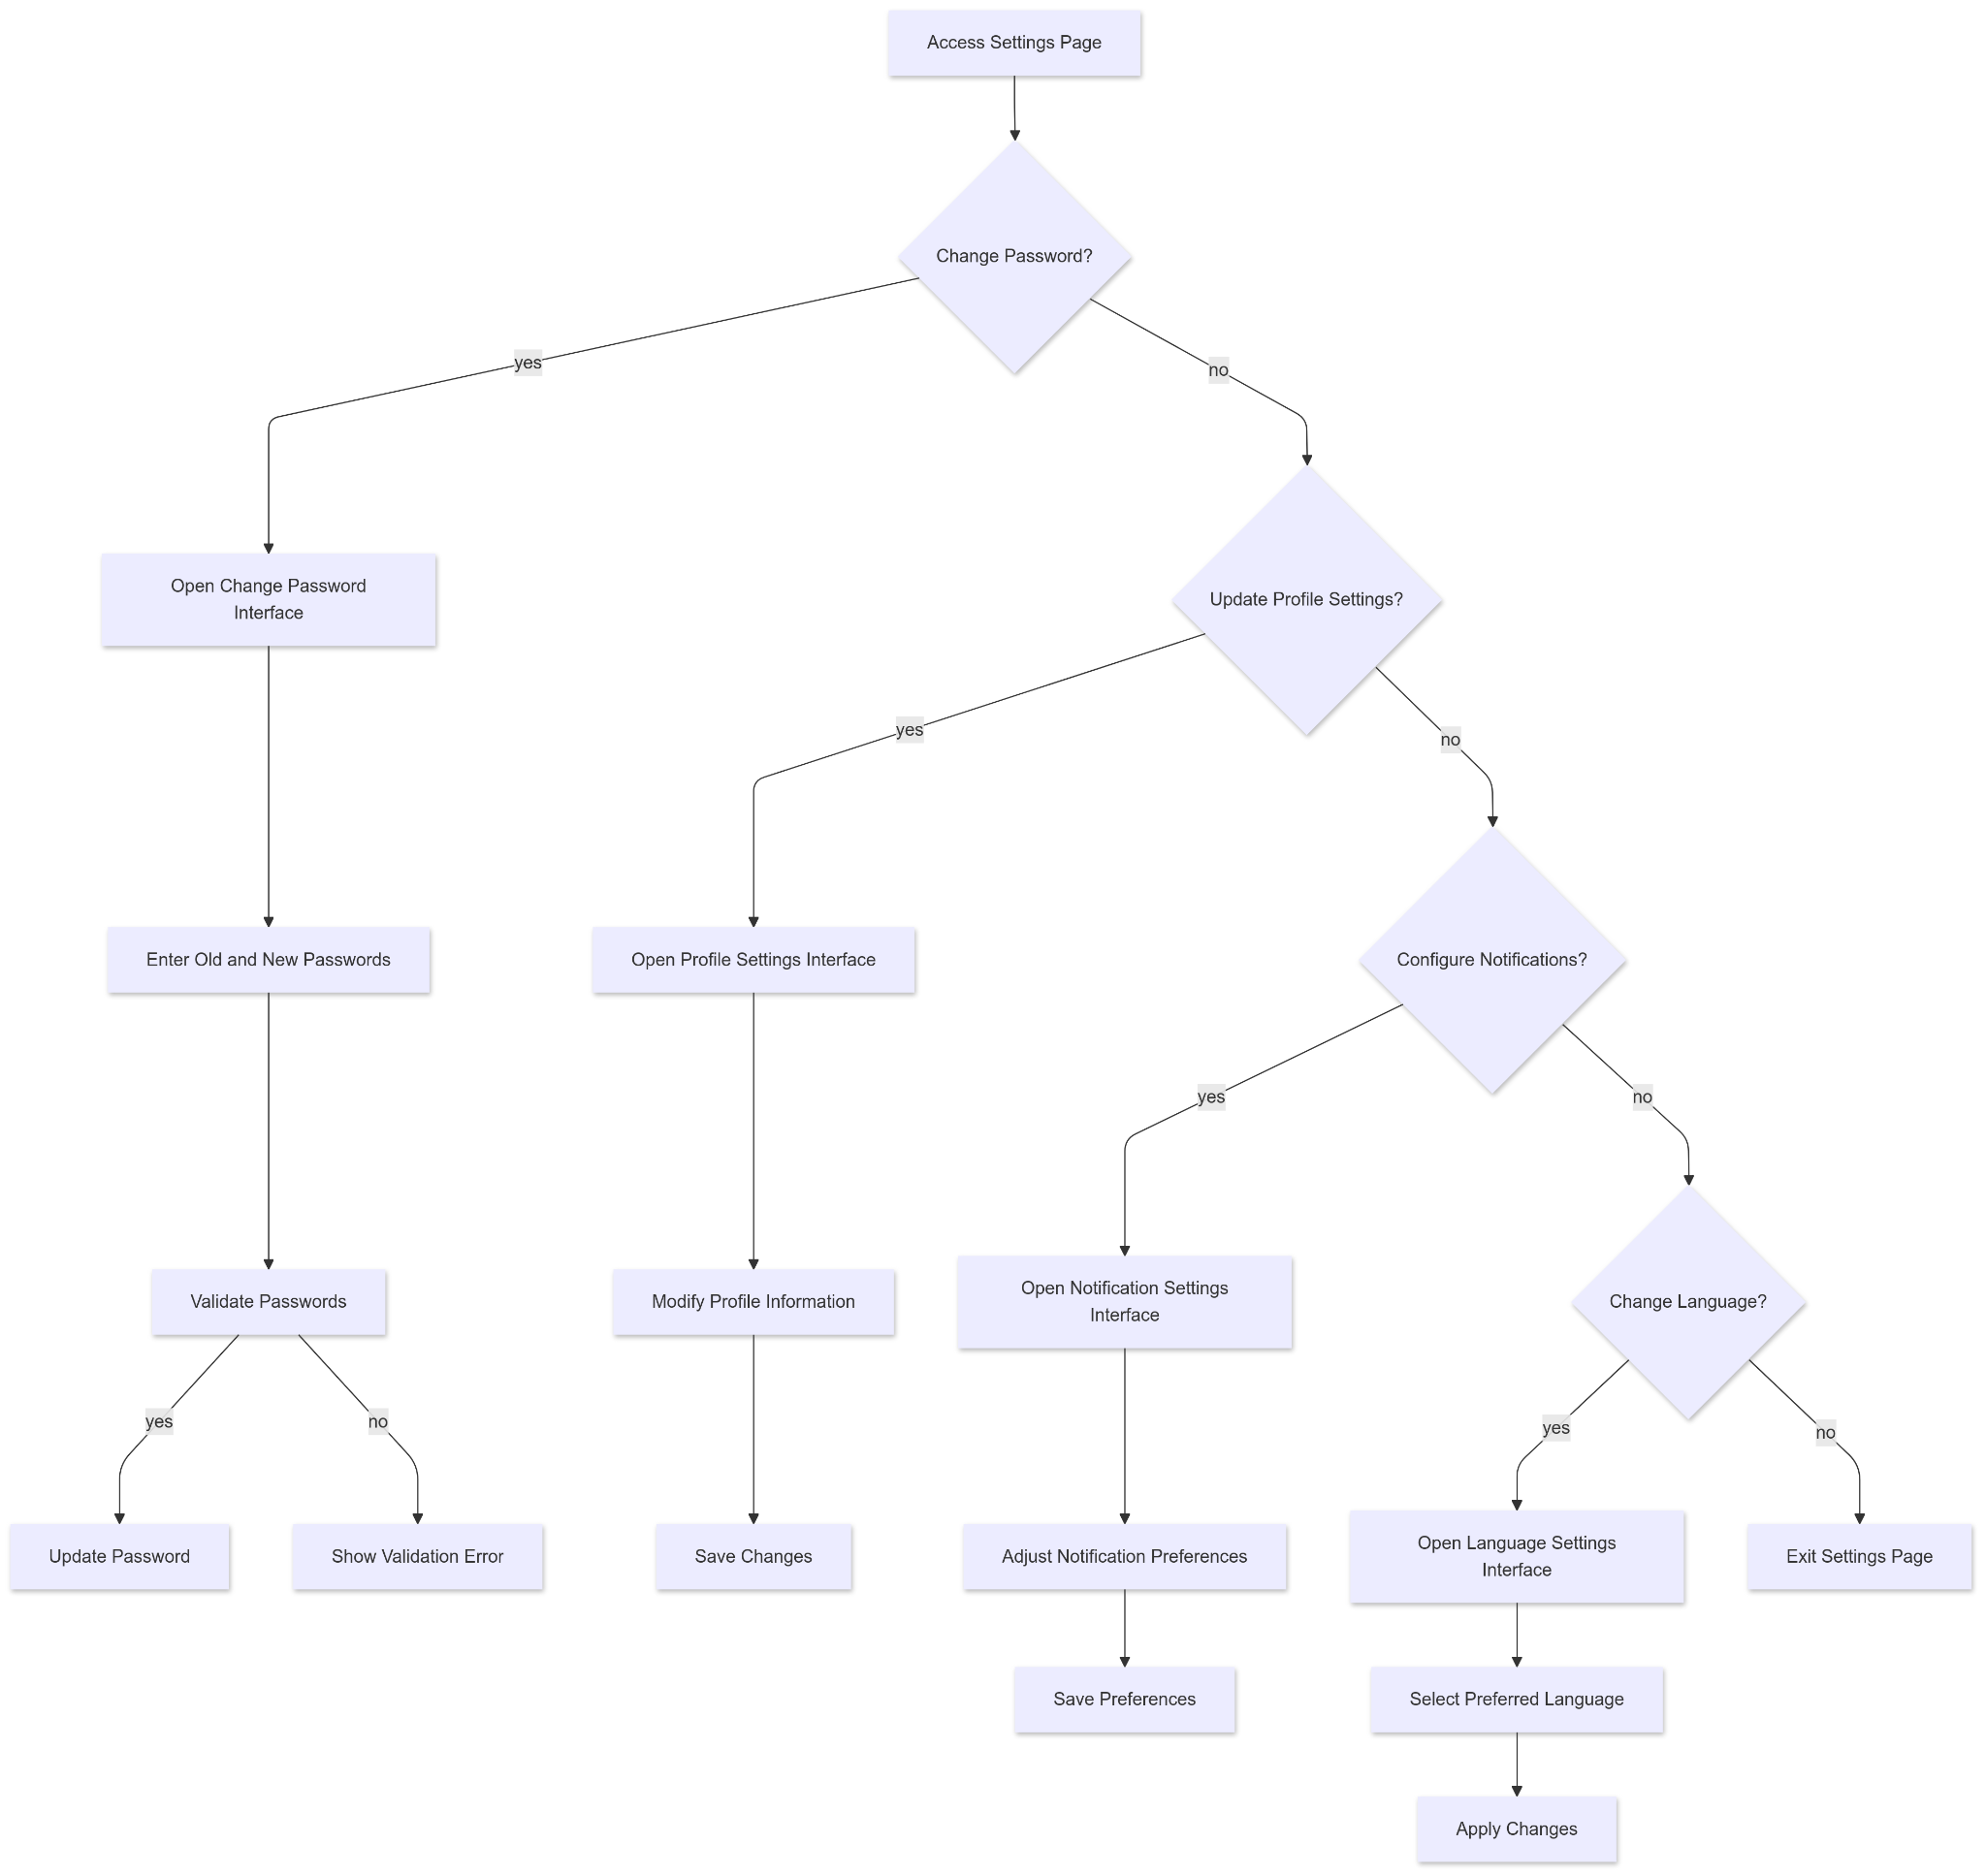 Access Settings Page
Change Password?
yes
no
Open Change Password
Interface
Update Profile Settings?
yes
no
Enter Old and New Passwords
Open Profile Settings Interface
Configure Notifications?
yes
no
Validate Passwords
Modify Profile Information
Open Notification Settings
Interface
Change Language?
yes
no
yes
no
Update Password
Show Validation Error
Save Changes
Adjust Notification Preferences
Open Language Settings
Interface
Exit Settings Page
Save Preferences
Select Preferred Language
Apply Changes